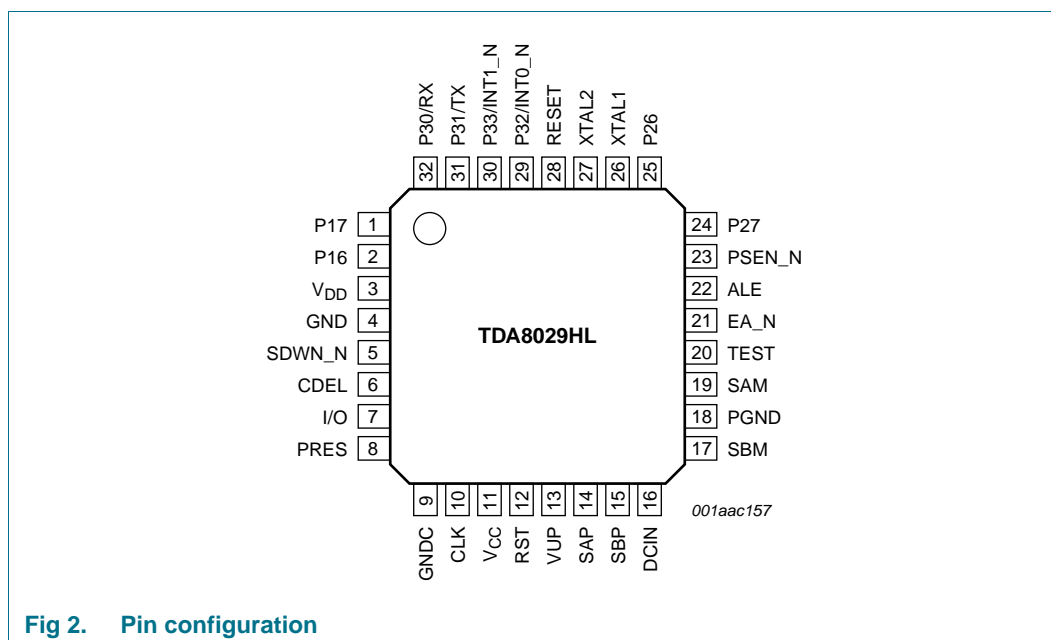 P30/RX
P31/TX
P33/INT1_N
P32/INT0_N
RESET
XTAL2
XTAL1
P26
32 31 30 29 28 27 26 25
P17 1
P16 2
VDD 3
GND 4
SDWN_N 5
CDEL 6
I/O 7
PRES 8
TDA8029HL
24 P27
23 PSEN_N
22 ALE
21 EA_N
20 TEST
19 SAM
18 PGND
17 SBM
9 10 11 12 13 14 15 16
GNDC
CLK
VCC
RST
VUP
SAP
SBP
DCIN
001aac157
Fig 2. Pin configuration